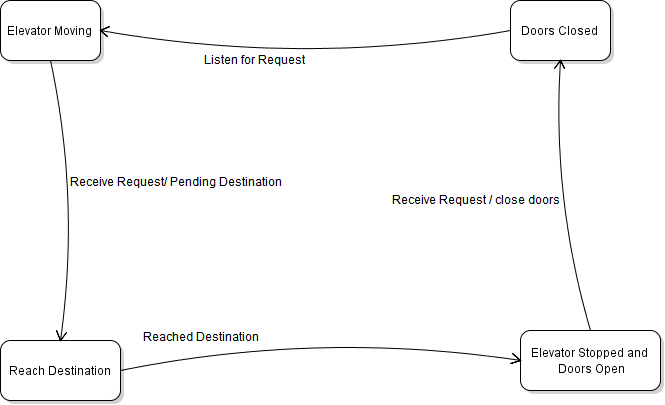 Elevator Moving
Doors Closed
Listen for Request
Receive Request/ Pending Destination
Receive Request / close doors
Reached Destination
Reach Destination
Elevator Stopped and
Doors Open